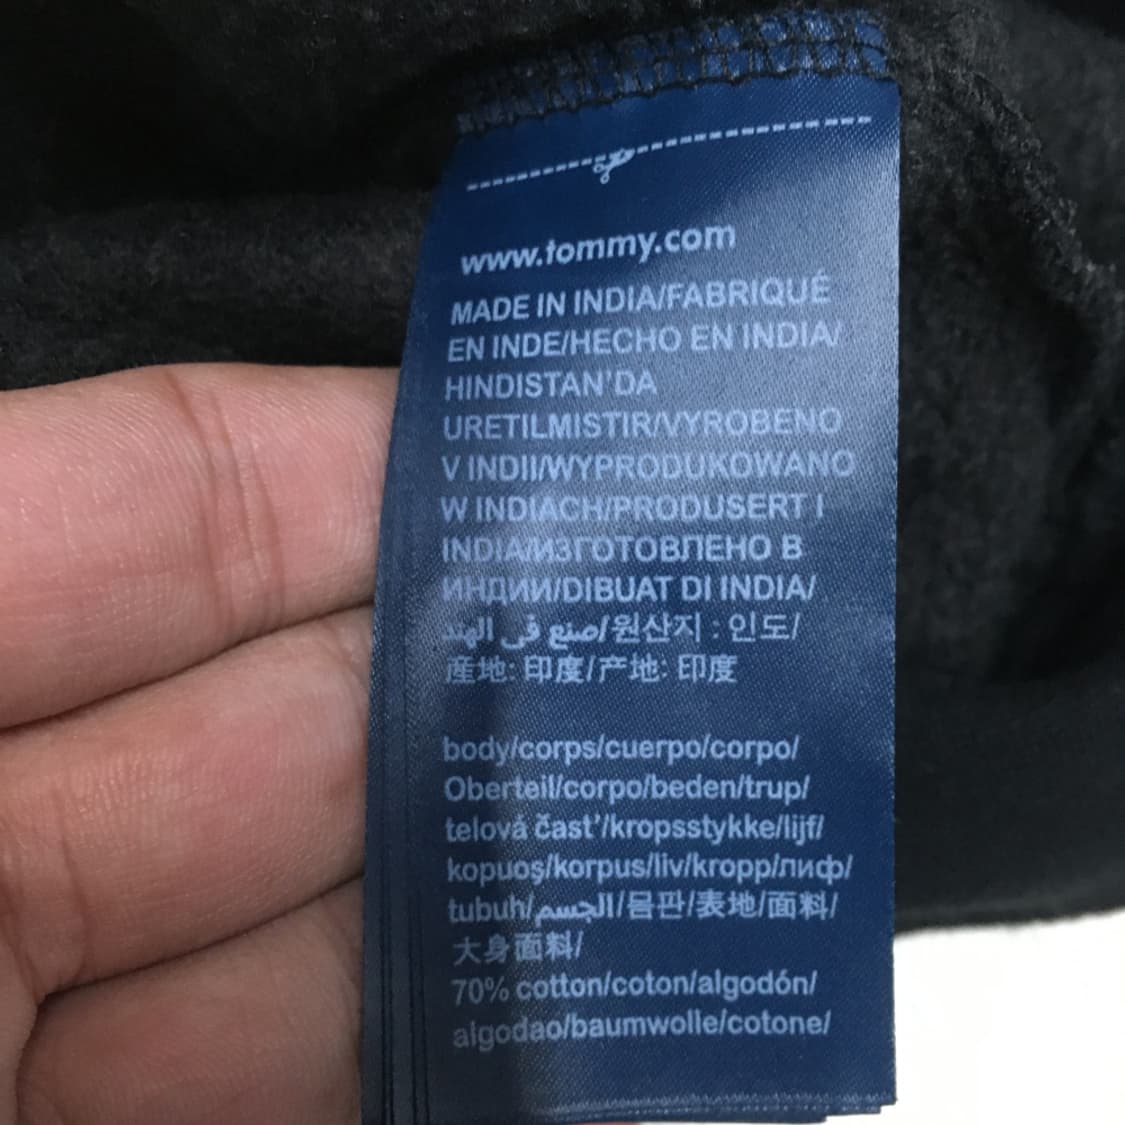 www.tommy.com
MADE IN INDIA/FABRIQUÉ
EN INDE/HECHO EN INDIA/
HINDISTAN'DA
URETILMISTIR/VYROBENO
V INDII/WYPRODUKOWANO
W INDIACH/PRODUSERT I
INDIA/ИЗГОТОВЛЕНО В
ИНДИИ/DIBUAT DI INDIA/
صنع في الهند/원산지 : 인도/
産地: 印度/产地: 印度
body/corps/cuerpo/corpo/
Oberteil/corpo/beden/trup/
telová čast'/kropsstykke/lijf/
kopuoş/korpus/liv/kropp/лиф/
tubuh/الجسم/몸판/表地/面料/
大身面料/
70% cotton/coton/algodón/
algodao/baumwolle/cotone/